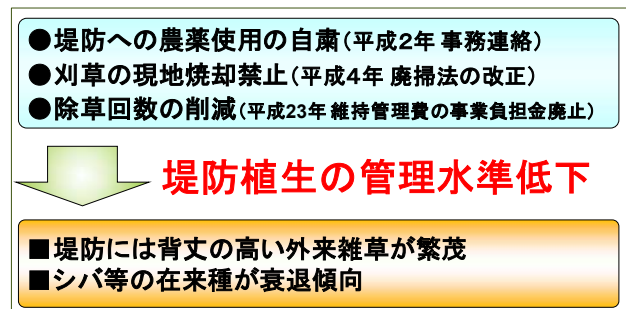 ●堤防への農薬使用の自粛(平成2年 事務連絡)
●刈草の現地焼却禁止(平成4年 廃掃法の改正)
●除草回数の削減(平成23年 維持管理費の事業負担金廃止)
堤防植生の管理水準低下
■堤防には背丈の高い外来雑草が繁茂
■シバ等の在来種が衰退傾向